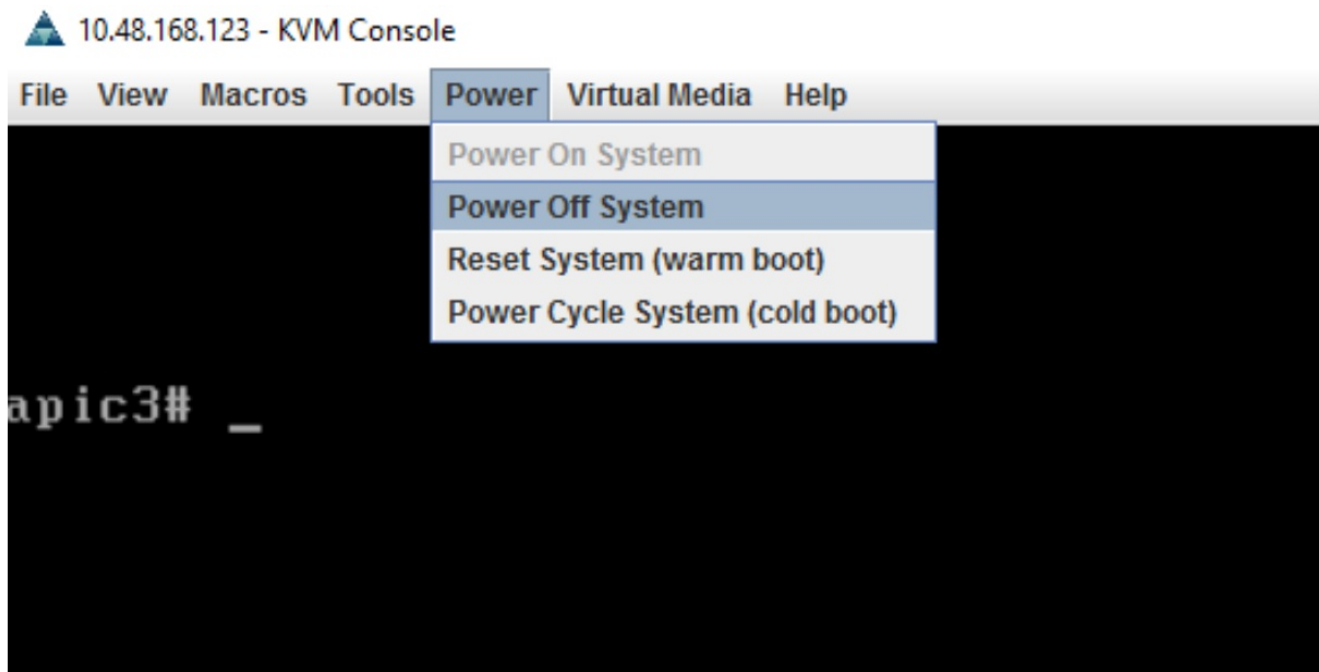 10.48.168.123 - KVM Console
File View Macros Tools Power Virtual Media Help
Power On System
Power Off System
Reset System (warm boot)
Power Cycle System (cold boot)
apic3# _